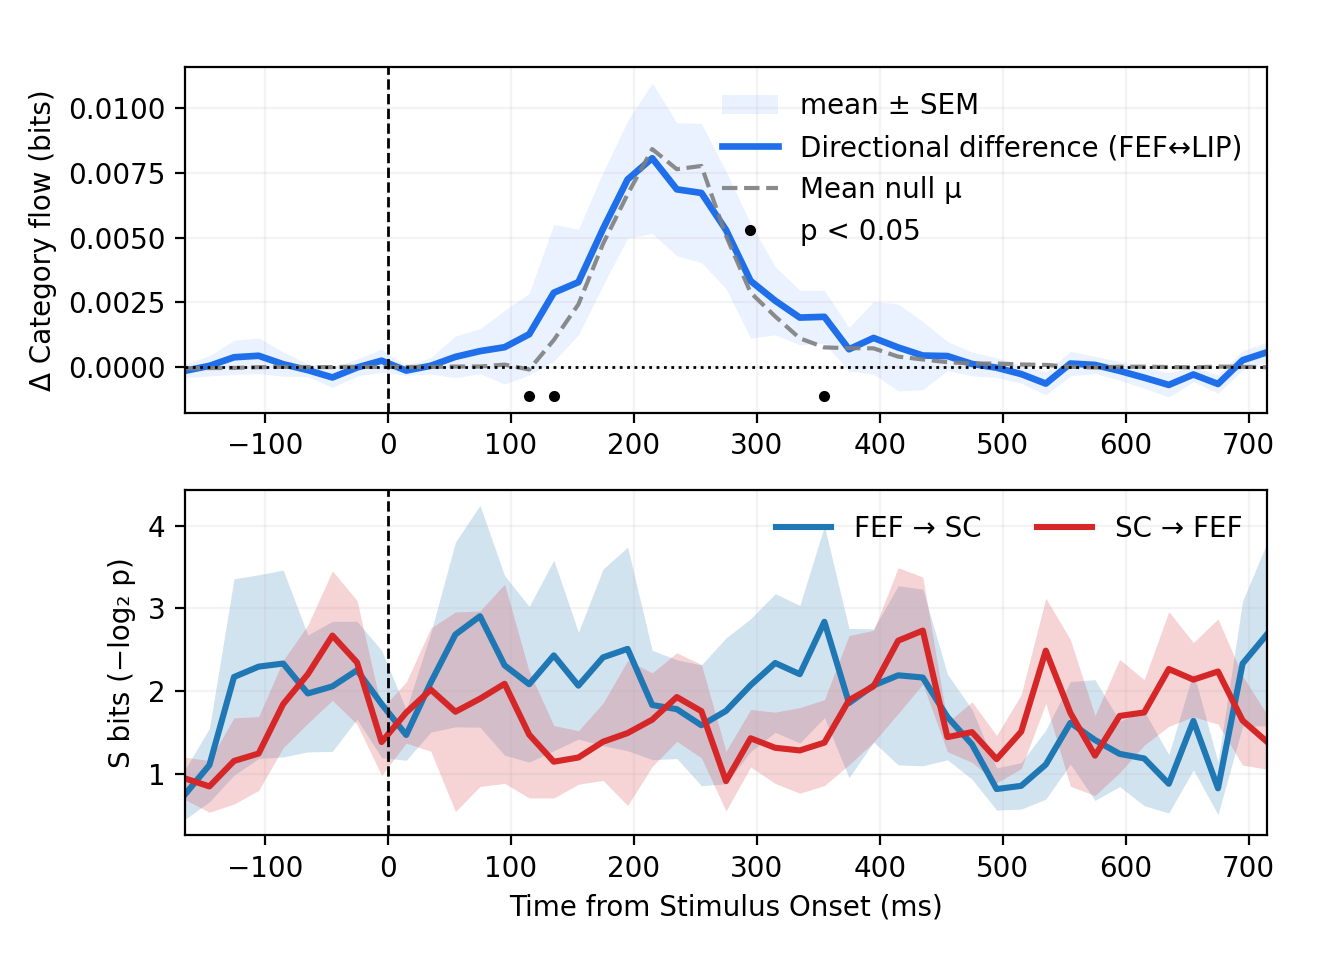 Δ Category flow (bits)
0.0100
0.0075
0.0050
0.0025
0.0000
mean ± SEM
Directional difference (FEF↔LIP)
Mean null μ
p < 0.05
−100 0 100 200 300 400 500 600 700
S bits (−log₂ p)
4
3
2
1
FEF → SC SC → FEF
−100 0 100 200 300 400 500 600 700
Time from Stimulus Onset (ms)